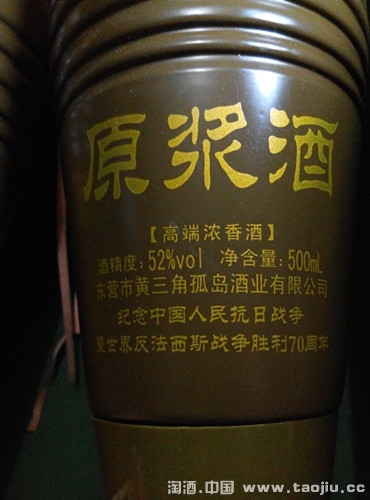 原浆酒
【高端浓香酒】
酒精度:52%vol 净含量:500mL
东营市黄三角孤岛酒业有限公司
纪念中国人民抗日战争
暨世界反法西斯战争胜利70周年
淘酒.中国 www.taojiu.cc